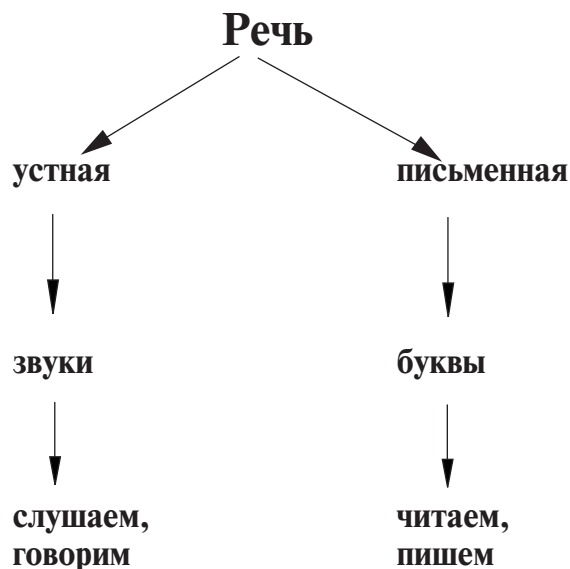 Речь
устная
письменная
звуки
буквы
слушаем,
говорим
читаем,
пишем